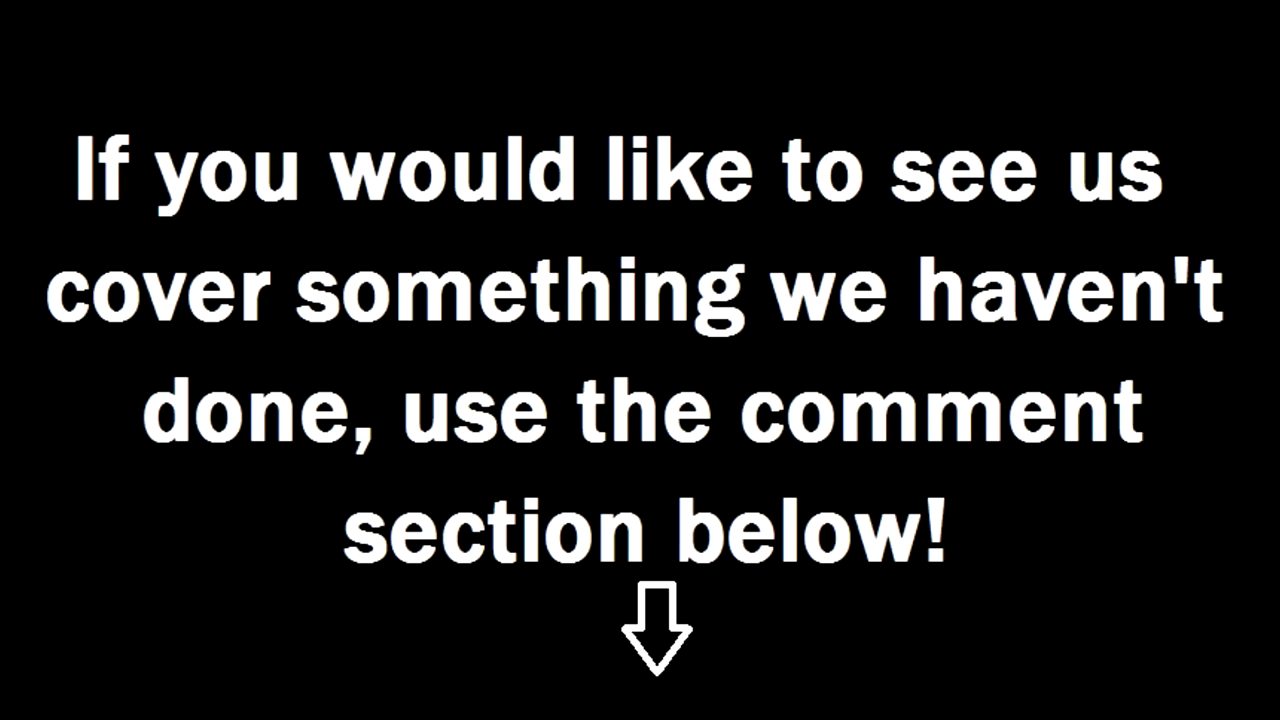 If you would like to see us
cover something we haven't
done, use the comment
section below!